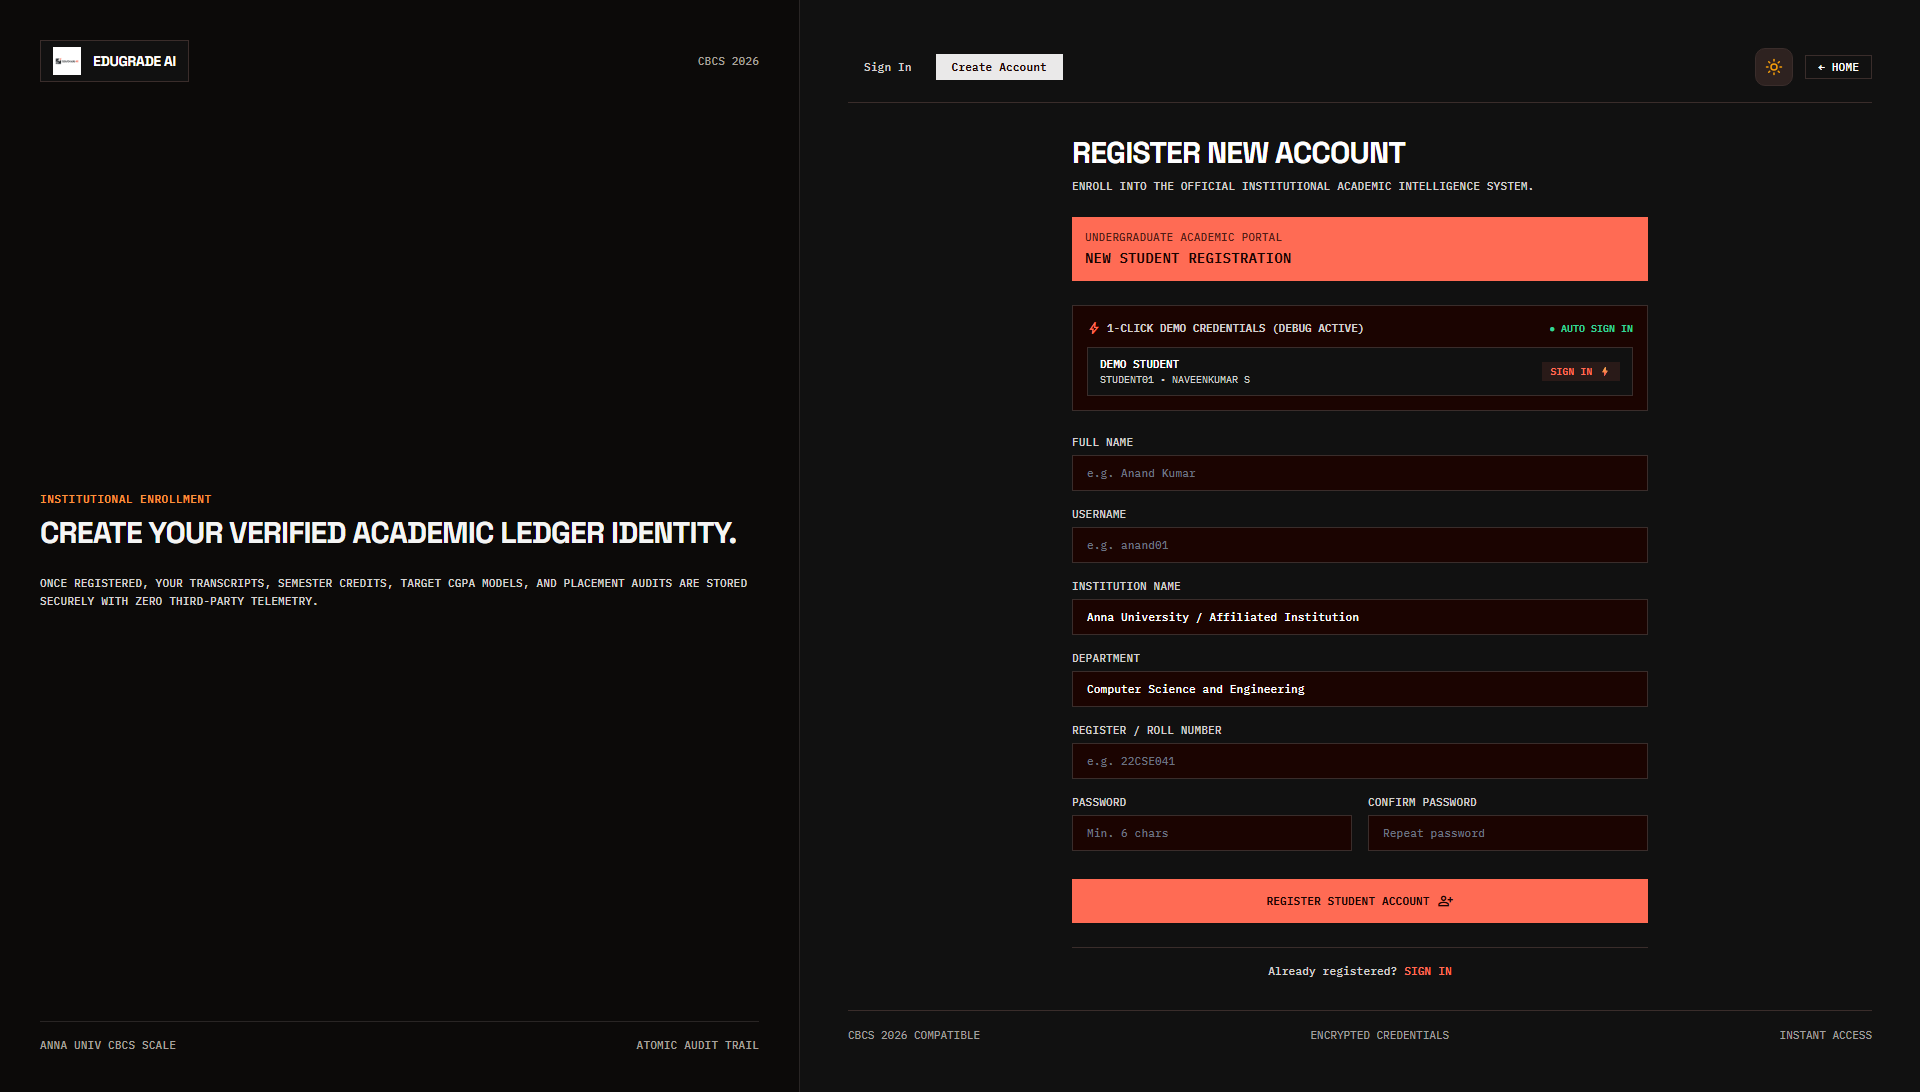 EDUGRADE AI
CBCS 2026
INSTITUTIONAL ENROLLMENT
CREATE YOUR VERIFIED ACADEMIC LEDGER IDENTITY.
ONCE REGISTERED, YOUR TRANSCRIPTS, SEMESTER CREDITS, TARGET CGPA MODELS, AND PLACEMENT AUDITS ARE STORED
SECURELY WITH ZERO THIRD-PARTY TELEMETRY.
ANNA UNIV CBCS SCALE
ATOMIC AUDIT TRAIL
Sign In
Create Account
← HOME
REGISTER NEW ACCOUNT
ENROLL INTO THE OFFICIAL INSTITUTIONAL ACADEMIC INTELLIGENCE SYSTEM.
UNDERGRADUATE ACADEMIC PORTAL
NEW STUDENT REGISTRATION
1-CLICK DEMO CREDENTIALS (DEBUG ACTIVE)
● AUTO SIGN IN
DEMO STUDENT
STUDENT01 • NAVEENKUMAR S
SIGN IN
FULL NAME
e.g. Anand Kumar
USERNAME
e.g. anand01
INSTITUTION NAME
Anna University / Affiliated Institution
DEPARTMENT
Computer Science and Engineering
REGISTER / ROLL NUMBER
e.g. 22CSE041
PASSWORD
CONFIRM PASSWORD
Min. 6 chars
Repeat password
REGISTER STUDENT ACCOUNT
Already registered? SIGN IN
CBCS 2026 COMPATIBLE
ENCRYPTED CREDENTIALS
INSTANT ACCESS